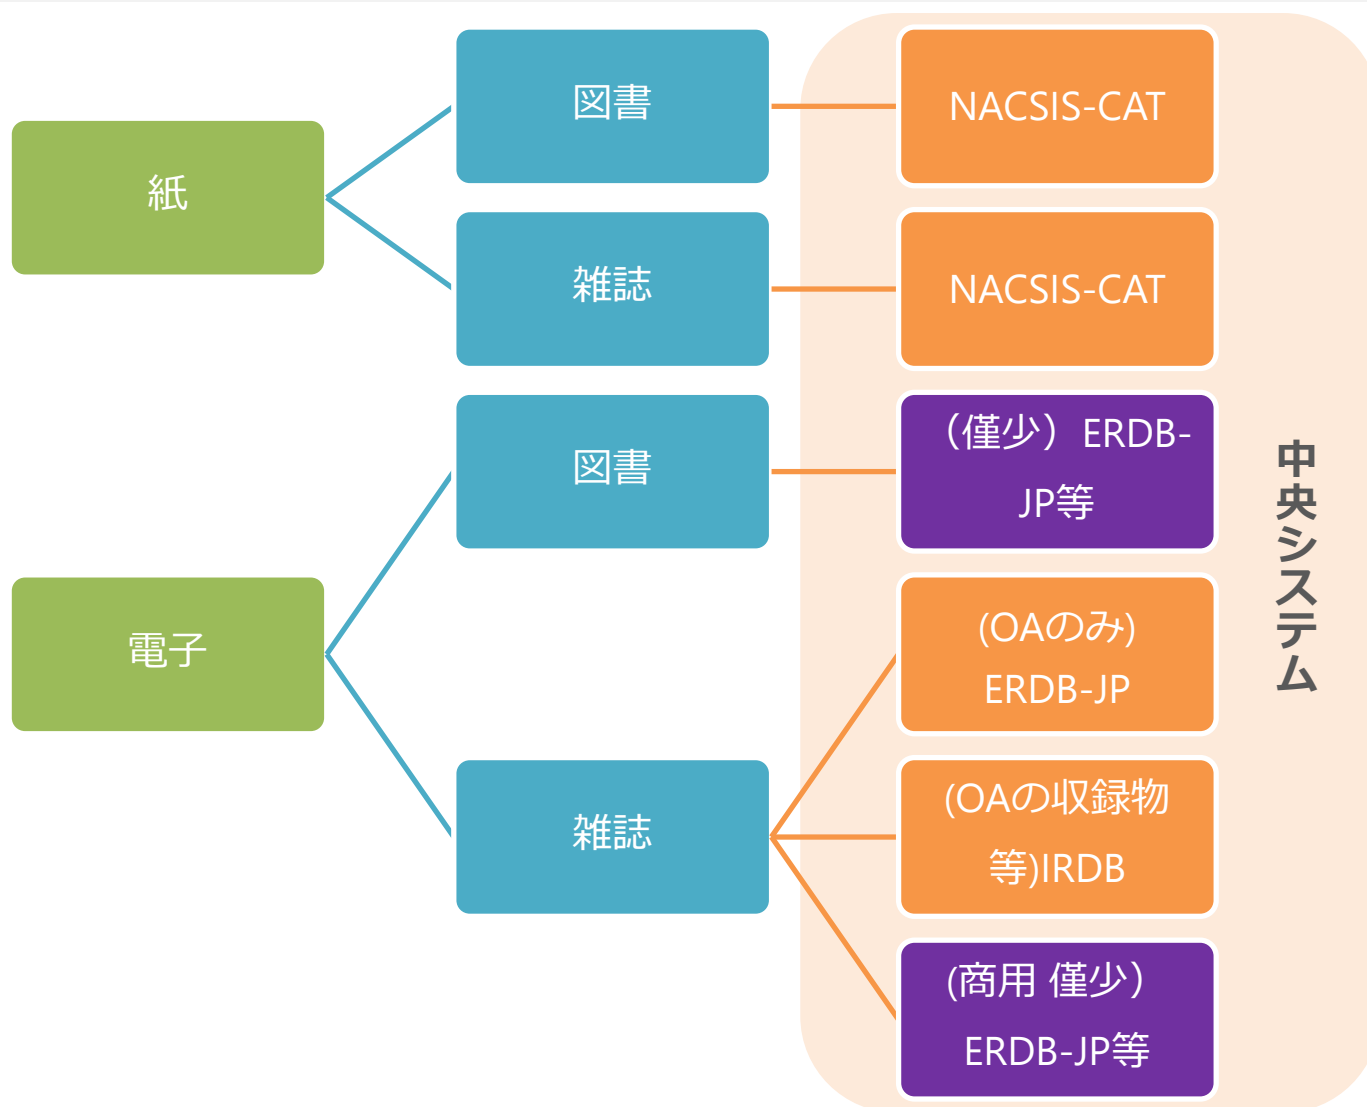 紙
図書
NACSIS-CAT
雑誌
NACSIS-CAT
電子
図書
（僅少）ERDB-
JP等
雑誌
(OAのみ)
ERDB-JP
(OAの収録物
等)IRDB
(商用 僅少）
ERDB-JP等
中央システム